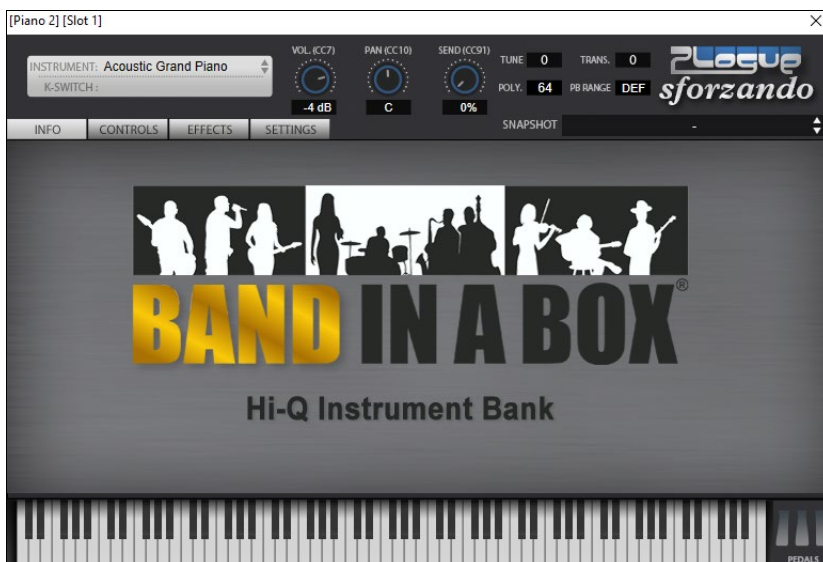 [Piano 2] [Slot 1]
INSTRUMENT: Acoustic Grand Piano
K-SWITCH :
VOL. (CC7)
-4 dB
PAN (CC10)
C
SEND (CC91)
0%
TUNE 0
TRANS. 0
POLY. 64
PB RANGE DEF
Plogue
sforzando
INFO
CONTROLS
EFFECTS
SETTINGS
SNAPSHOT -
BAND IN A BOX®
Hi-Q Instrument Bank
PEDALS